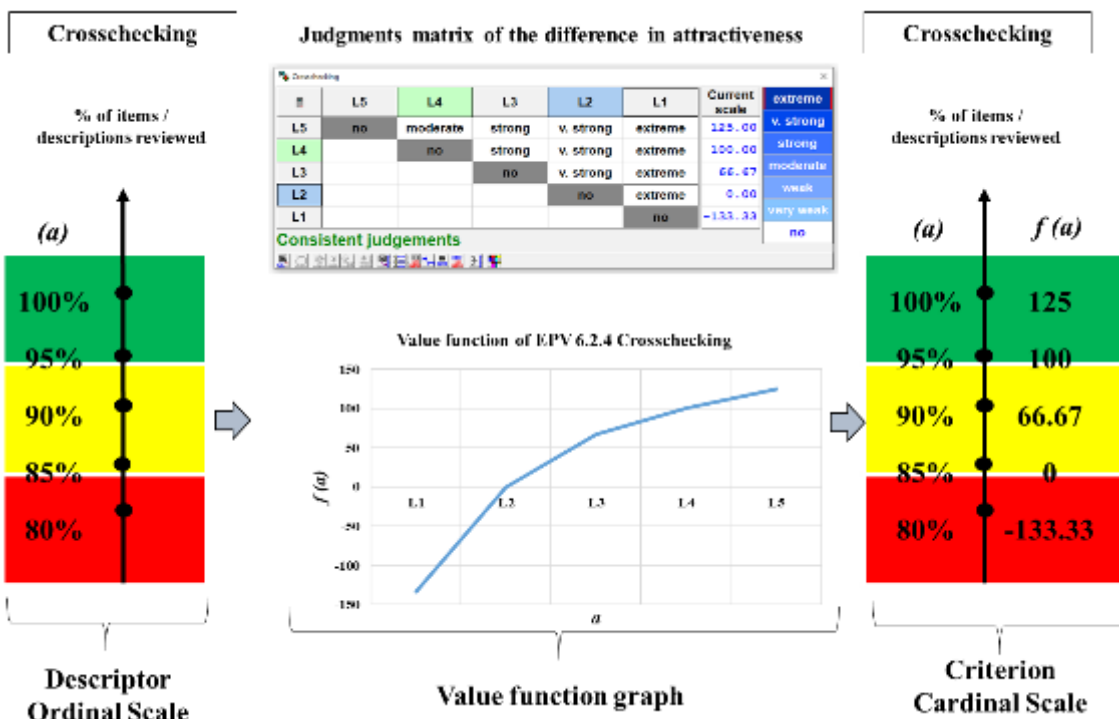 Crosschecking
% of items /
descriptions reviewed
(a)
100%
95%
90%
85%
80%
Descriptor
Ordinal Scale
Judgments matrix of the difference in attractiveness
Crosschecking
L5 L4 L3 L2 L1 Current scale
L5 no moderate strong v. strong extreme 125.00
L4 no strong v. strong extreme 100.00
L3 no v. strong extreme 66.67
L2 no extreme 0.00
L1 no -133.33
Consistent judgements
extreme
v. strong
strong
moderate
weak
very weak
no
Value function of EPV 6.2.4 Crosschecking
f (a)
150
100
50
0
-50
-100
-150
L1 L2 L3 L4 L5
a
Value function graph
Crosschecking
% of items /
descriptions reviewed
(a) f (a)
100% 125
95% 100
90% 66.67
85% 0
80% -133.33
Criterion
Cardinal Scale